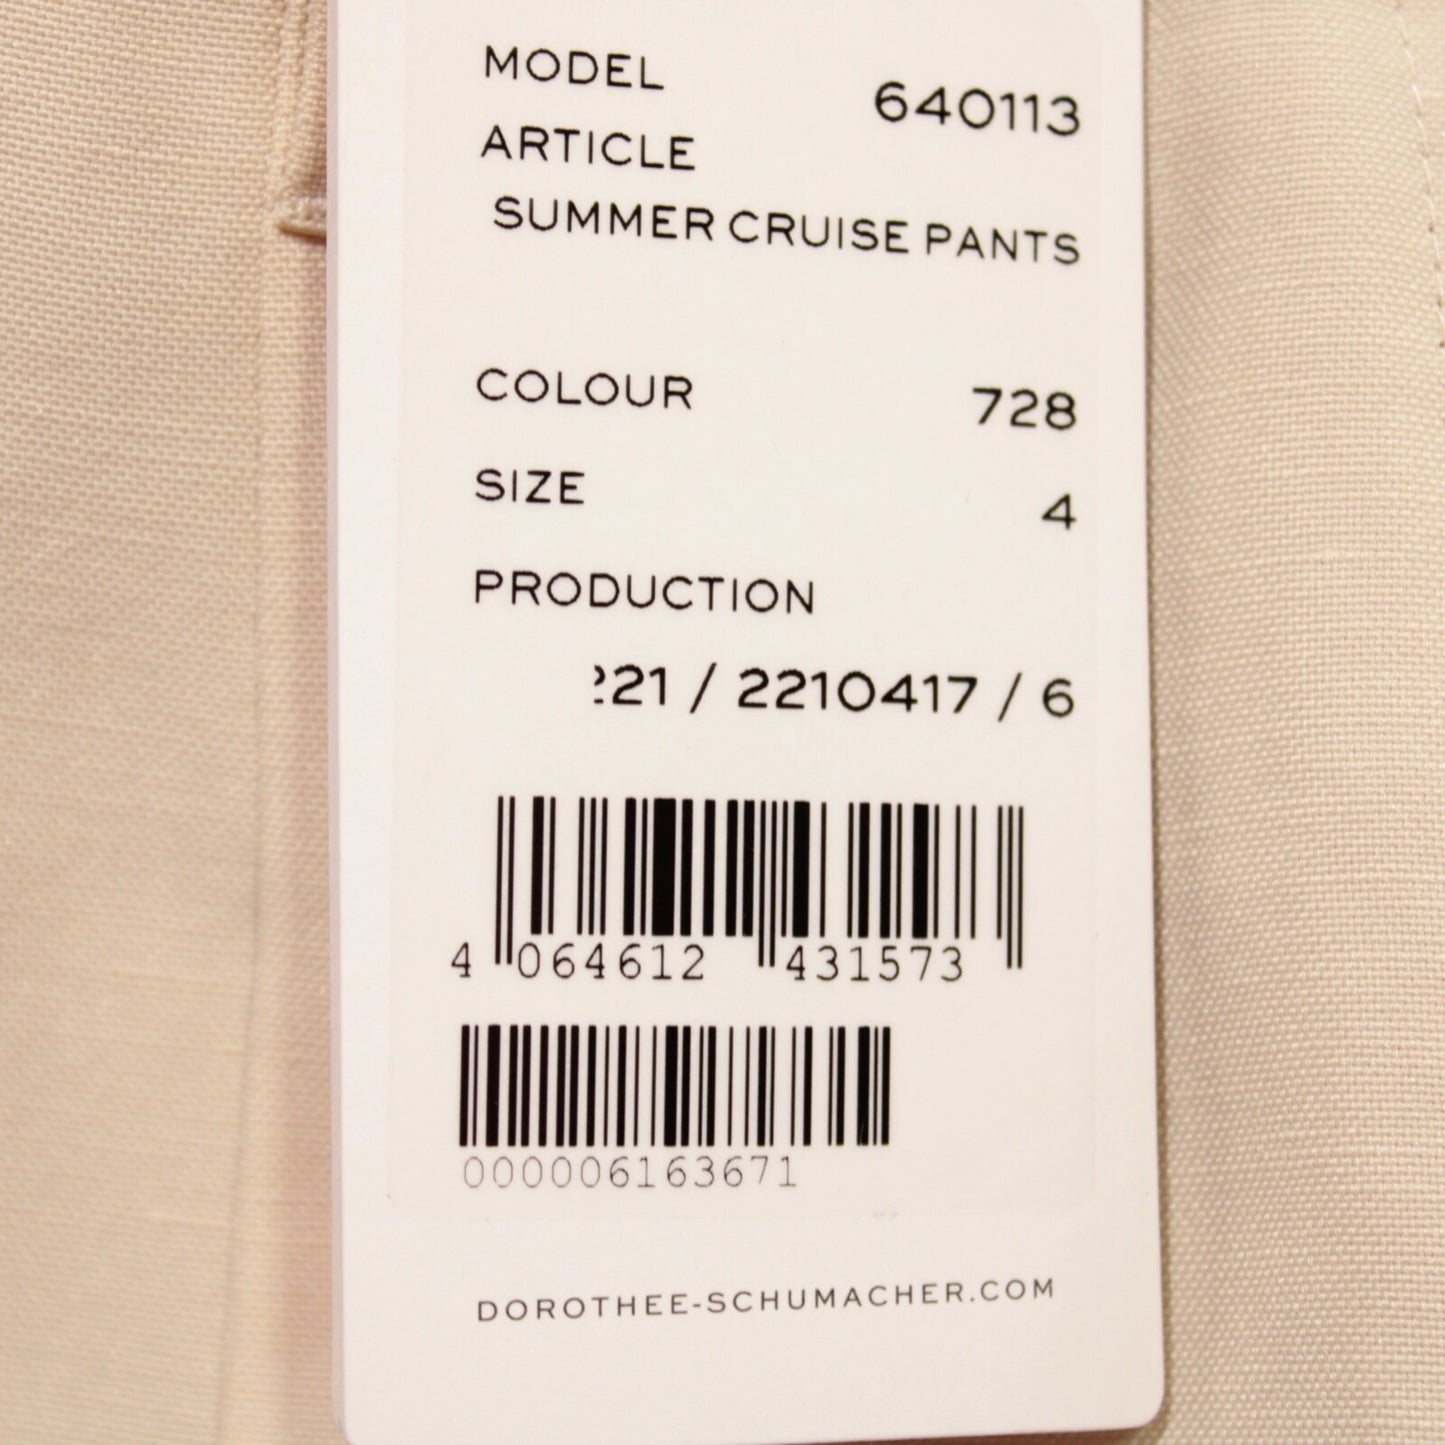 MODEL 640113
ARTICLE
SUMMER CRUISE PANTS
COLOUR 728
SIZE 4
PRODUCTION
221 / 2210417 / 6
4 064612 431573
000006163671
DOROTHEE-SCHUMACHER.COM